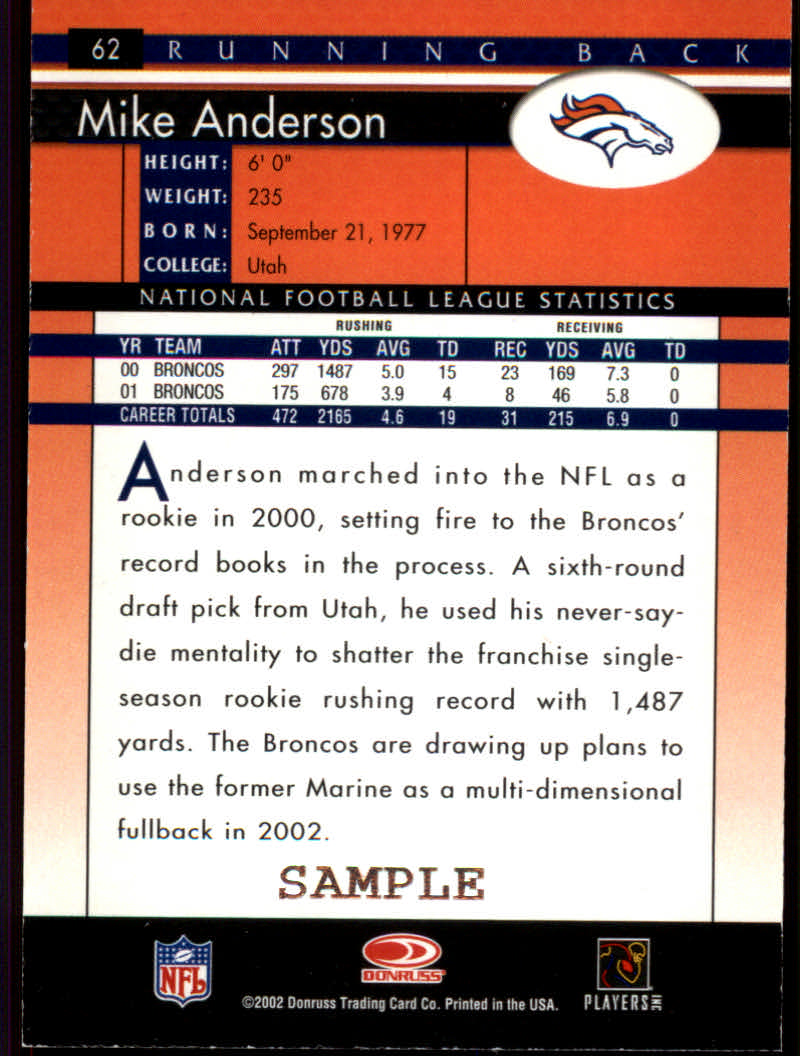 62 RUNNING BACK
Mike Anderson
HEIGHT: 6' 0"
WEIGHT: 235
BORN: September 21, 1977
COLLEGE: Utah
NATIONAL FOOTBALL LEAGUE STATISTICS
RUSHING RECEIVING
YR TEAM ATT YDS AVG TD REC YDS AVG TD
00 BRONCOS 297 1487 5.0 15 23 169 7.3 0
01 BRONCOS 175 678 3.9 4 8 46 5.8 0
CAREER TOTALS 472 2165 4.6 19 31 215 6.9 0
Anderson marched into the NFL as a
rookie in 2000, setting fire to the Broncos'
record books in the process. A sixth-round
draft pick from Utah, he used his never-say-
die mentality to shatter the franchise single-
season rookie rushing record with 1,487
yards. The Broncos are drawing up plans to
use the former Marine as a multi-dimensional
fullback in 2002.
SAMPLE
NFL DONRUSS PLAYERS INC
©2002 Donruss Trading Card Co. Printed in the USA.